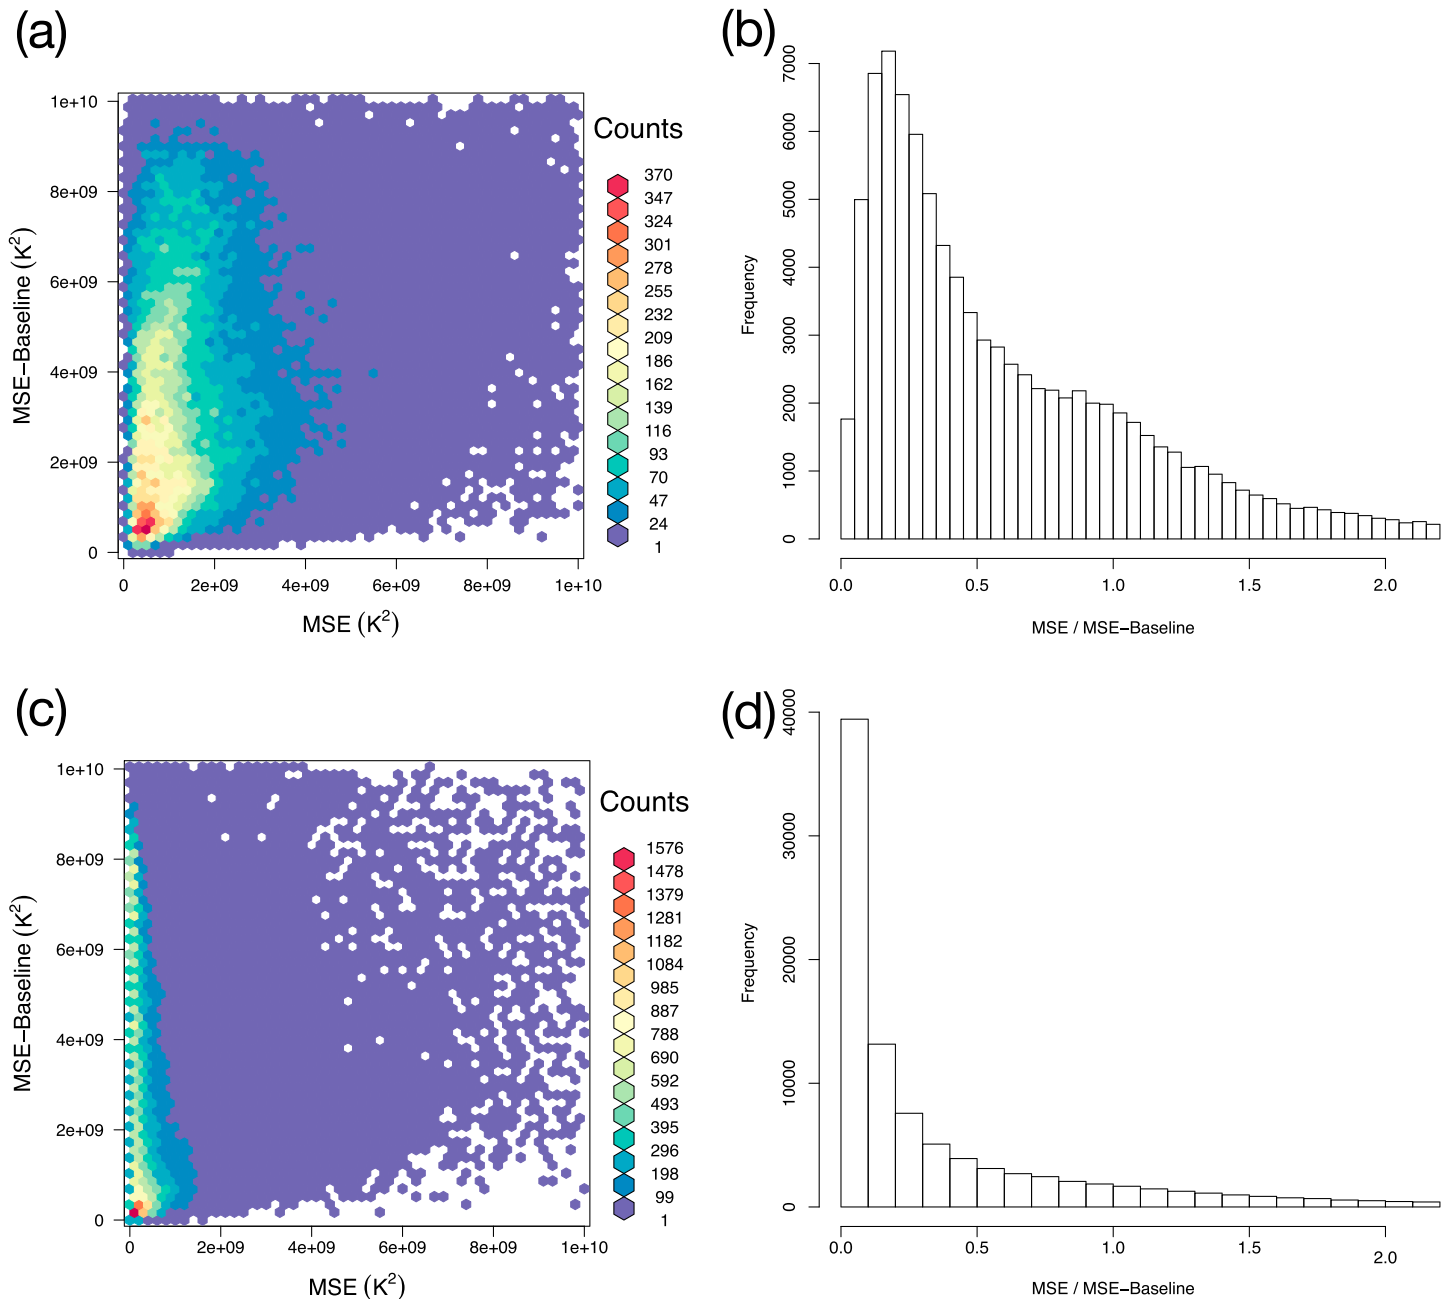 (a)
1e+10
8e+09
6e+09
4e+09
2e+09
0
MSE−Baseline (K²)
0 2e+09 4e+09 6e+09 8e+09 1e+10
MSE (K²)
Counts
370
347
324
301
278
255
232
209
186
162
139
116
93
70
47
24
1
(b)
7000
6000
5000
4000
3000
2000
1000
0
Frequency
0.0 0.5 1.0 1.5 2.0
MSE / MSE−Baseline
(c)
1e+10
8e+09
6e+09
4e+09
2e+09
0
MSE−Baseline (K²)
0 2e+09 4e+09 6e+09 8e+09 1e+10
MSE (K²)
Counts
1576
1478
1379
1281
1182
1084
985
887
788
690
592
493
395
296
198
99
1
(d)
40000
30000
20000
10000
0
Frequency
0.0 0.5 1.0 1.5 2.0
MSE / MSE−Baseline